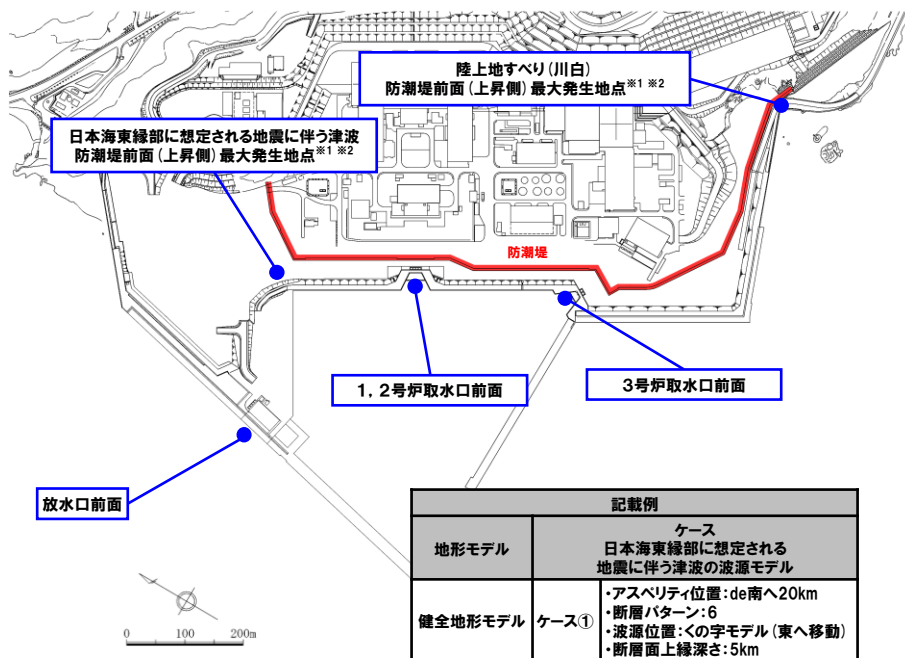 陸上地すべり(川白)
防潮堤前面(上昇側)最大発生地点※1 ※2
日本海東縁部に想定される地震に伴う津波
防潮堤前面(上昇側)最大発生地点※1 ※2
防潮堤
1,2号炉取水口前面
3号炉取水口前面
放水口前面
0 100 200m
記載例
地形モデル
ケース
日本海東縁部に想定される
地震に伴う津波の波源モデル
健全地形モデル
ケース①
・アスペリティ位置:de南へ20km
・断層パターン:6
・波源位置:くの字モデル(東へ移動)
・断層面上縁深さ:5km